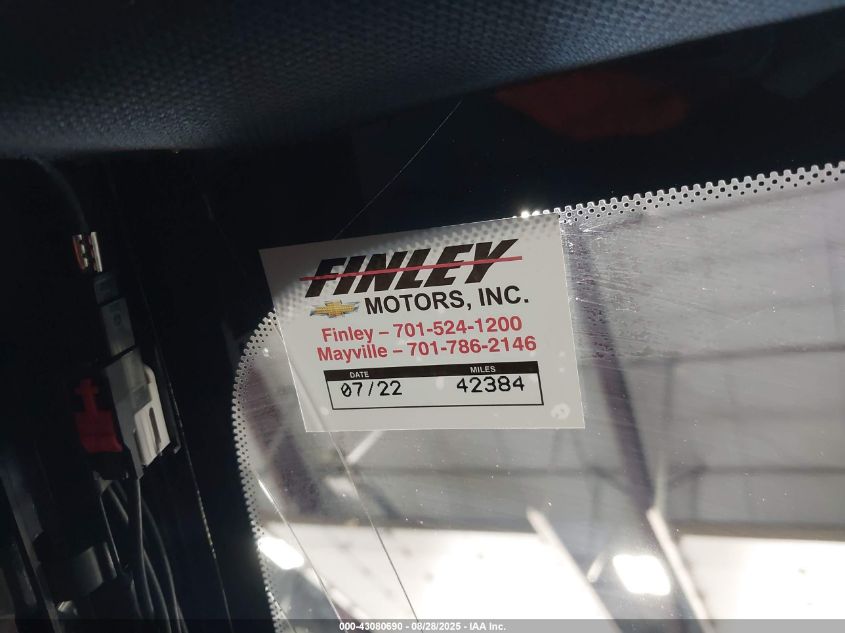 FINLEY
MOTORS, INC.
Finley – 701-524-1200
Mayville – 701-786-2146
DATE MILES
07/22 42384
000-43080690 - 08/28/2025 - IAA Inc.